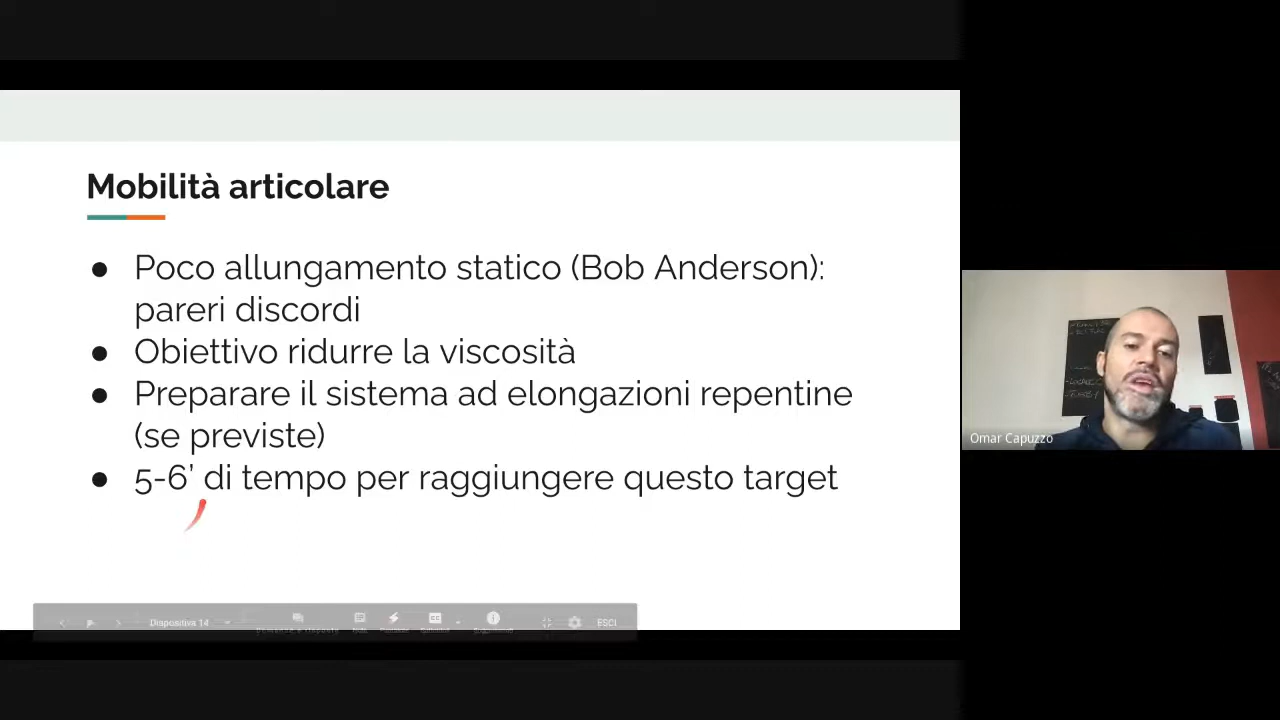 Mobilità articolare
● Poco allungamento statico (Bob Anderson):
pareri discordi
● Obiettivo ridurre la viscosità
● Preparare il sistema ad elongazioni repentine
(se previste)
● 5-6' di tempo per raggiungere questo target
Omar Capuzzo
Diapositiva 14
ESCI